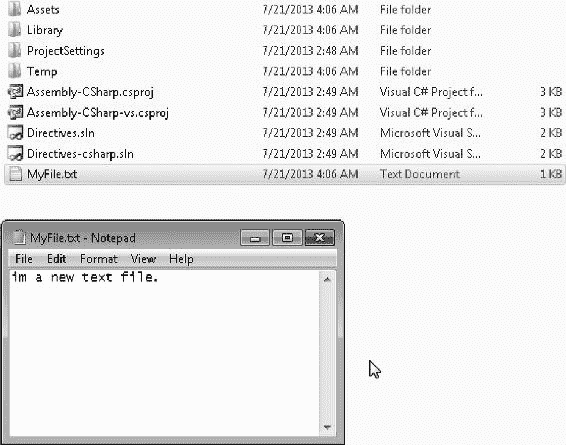 Assets 7/21/2013 4:06 AM File folder
Library 7/21/2013 4:06 AM File folder
ProjectSettings 7/21/2013 2:48 AM File folder
Temp 7/21/2013 4:06 AM File folder
Assembly-CSharp.csproj 7/21/2013 2:49 AM Visual C# Project f... 3 KB
Assembly-CSharp-vs.csproj 7/21/2013 2:49 AM Visual C# Project f... 3 KB
Directives.sln 7/21/2013 2:49 AM Microsoft Visual S... 2 KB
Directives-csharp.sln 7/21/2013 2:49 AM Microsoft Visual S... 2 KB
MyFile.txt 7/21/2013 4:06 AM Text Document 1 KB
MyFile.txt - Notepad
File Edit Format View Help
im a new text file.